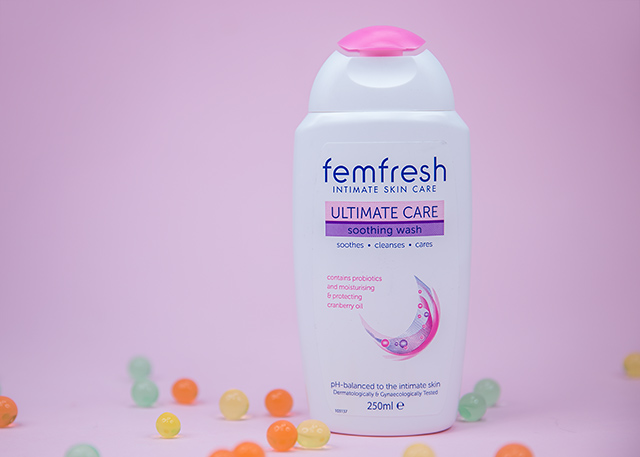 femfresh
INTIMATE SKIN CARE
ULTIMATE CARE
soothing wash
soothes • cleanses • cares
contains probiotics
and moisturising
& protecting
cranberry oil
pH-balanced to the intimate skin
Dermatologically & Gynaecologically Tested
250ml ℮